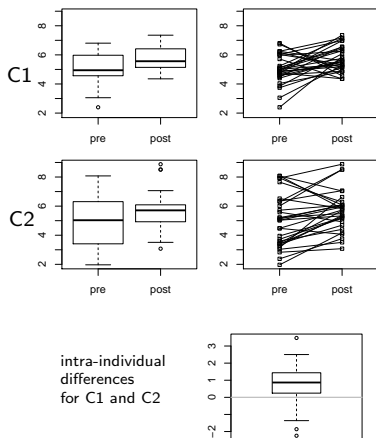 C1
2 4 6 8
pre post
2 4 6 8
pre post
C2
2 4 6 8
pre post
2 4 6 8
pre post
intra-individual
differences
for C1 and C2
-2 0 1 2 3